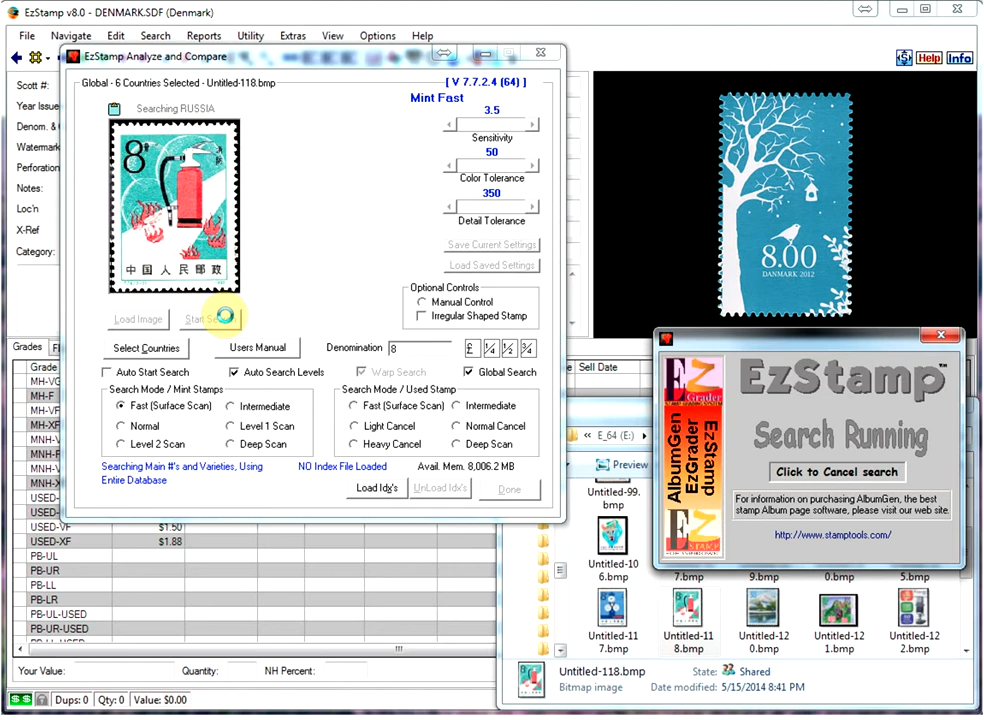 EzStamp v8.0 - DENMARK.SDF (Denmark)
File Navigate Edit Search Reports Utility Extras View Options Help
$ Help Info
Scott #:
Year Issue
Denom. &
Watermark
Perforation
Notes:
Loc'n
X-Ref
Category:
EzStamp Analyze and Compare
Global - 6 Countries Selected - Untitled-118.bmp
[ V 7.7.2.4 (64) ]
Mint Fast
Searching RUSSIA
8
中国人民邮政
3.5
Sensitivity
50
Color Tolerance
350
Detail Tolerance
Save Current Settings
Load Saved Settings
Optional Controls
Manual Control
Irregular Shaped Stamp
Load Image
Select Countries
Users Manual
Denomination 8 £ ¼ ½ ¾
Auto Start Search Auto Search Levels Warp Search Global Search
Search Mode / Mint Stamps
Fast (Surface Scan) Intermediate
Normal Level 1 Scan
Level 2 Scan Deep Scan
Search Mode / Used Stamp
Fast (Surface Scan) Intermediate
Light Cancel Normal Cancel
Heavy Cancel Deep Scan
Searching Main #'s and Varieties, Using
Entire Database
NO Index File Loaded
Avail. Mem. 8,006.2 MB
Load Idx's UnLoad Idx's Done
8.00
DANMARK 2012
Grades
Grade
MH-VG
MH-F
MH-VF
MH-XF
MNH-V
MNH-F
MNH-V
MNH-X
USED-
USED-
USED-VF $1.50
USED-XF $1.88
PB-UL
PB-UR
PB-LL
PB-LR
PB-UL-USED
PB-UR-USED
Sell Date
Your Value: Quantity: NH Percent:
$ $ Dups: 0 Qty: 0 Value: $0.00
EzStamp™
Search Running
Click to Cancel search
For information on purchasing AlbumGen, the best
stamp Album page software, please visit our web site.
http://www.stamptools.com/
EZ
Grader
AlbumGen
EzGrader
EzStamp
EZ
« E_64 (E:)
Preview
Untitled-99.
bmp
Untitled-10
6.bmp 7.bmp 9.bmp 0.bmp 5.bmp
Untitled-11
7.bmp
Untitled-11
8.bmp
Untitled-12
0.bmp
Untitled-12
1.bmp
Untitled-12
2.bmp
Untitled-118.bmp State: Shared
Bitmap image Date modified: 5/15/2014 8:41 PM